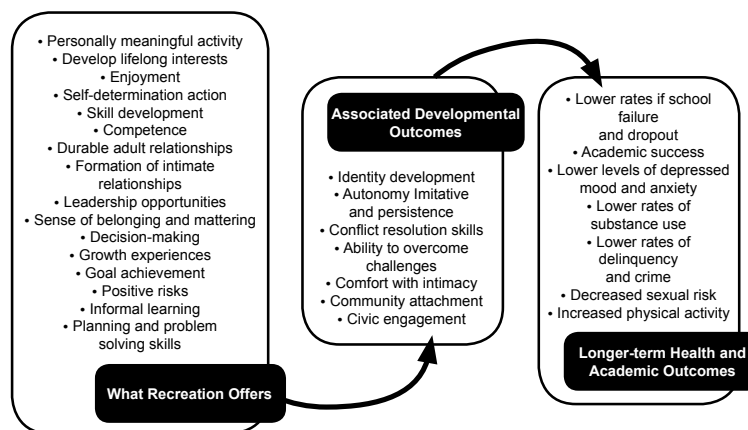 • Personally meaningful activity
• Develop lifelong interests
• Enjoyment
• Self-determination action
• Skill development
• Competence
• Durable adult relationships
• Formation of intimate
relationships
• Leadership opportunities
• Sense of belonging and mattering
• Decision-making
• Growth experiences
• Goal achievement
• Positive risks
• Informal learning
• Planning and problem
solving skills
What Recreation Offers
Associated Developmental
Outcomes
• Identity development
• Autonomy Imitative
and persistence
• Conflict resolution skills
• Ability to overcome
challenges
• Comfort with intimacy
• Community attachment
• Civic engagement
• Lower rates if school
failure
and dropout
• Academic success
• Lower levels of depressed
mood and anxiety
• Lower rates of
substance use
• Lower rates of
delinquency
and crime
• Decreased sexual risk
• Increased physical activity
Longer-term Health and
Academic Outcomes